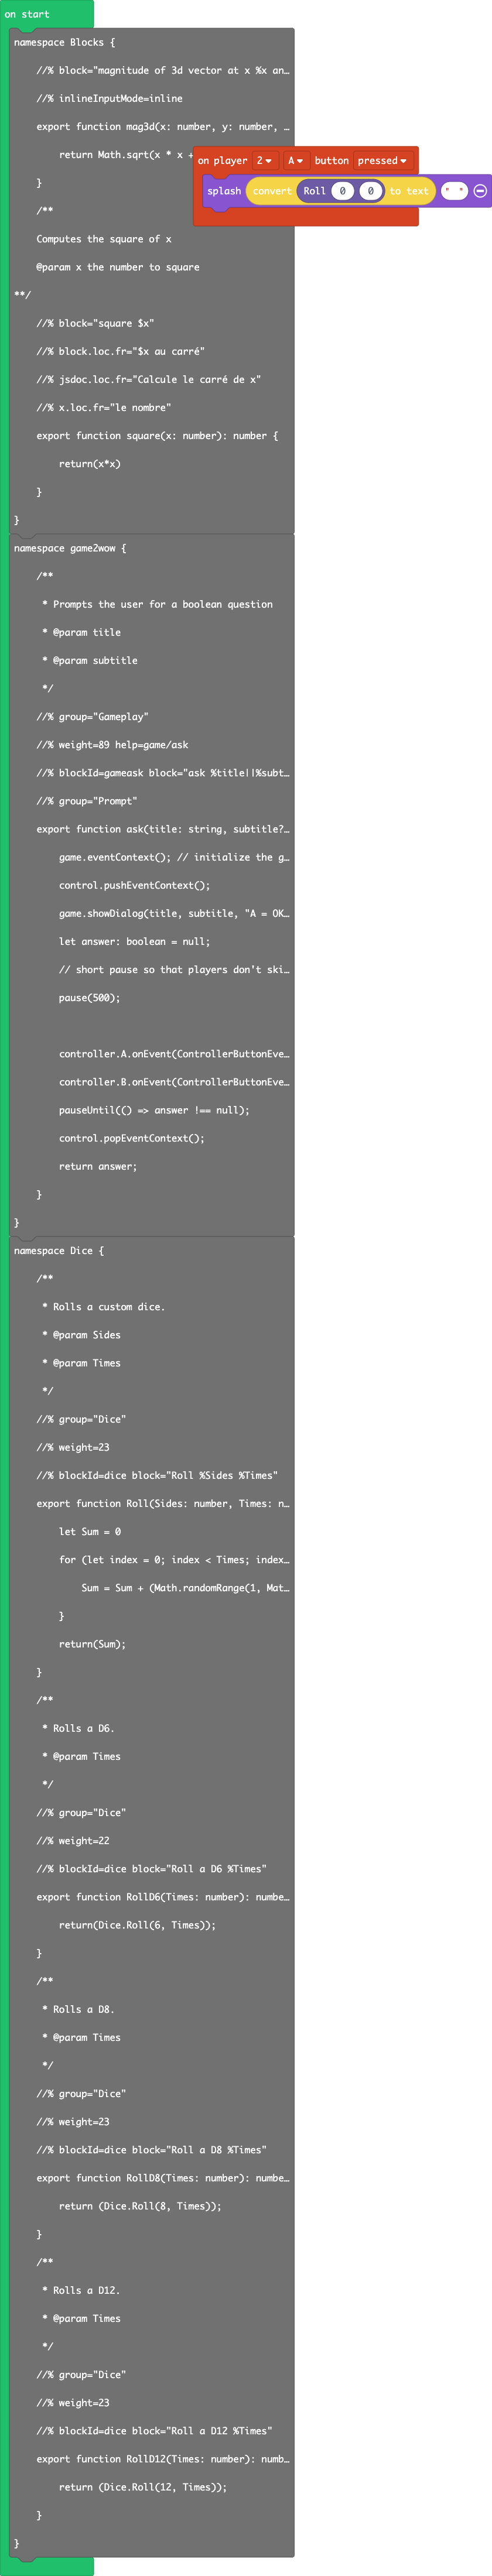 on start
namespace Blocks {
//% block="magnitude of 3d vector at x %x an…
//% inlineInputMode=inline
export function mag3d(x: number, y: number, …
return Math.sqrt(x * x +
}
/**
Computes the square of x
@param x the number to square
**/
//% block="square $x"
//% block.loc.fr="$x au carré"
//% jsdoc.loc.fr="Calcule le carré de x"
//% x.loc.fr="le nombre"
export function square(x: number): number {
return(x*x)
}
}
on player 2 A button pressed
splash convert Roll 0 0 to text " "
namespace game2wow {
/**
* Prompts the user for a boolean question
* @param title
* @param subtitle
*/
//% group="Gameplay"
//% weight=89 help=game/ask
//% blockId=gameask block="ask %title||%subt…
//% group="Prompt"
export function ask(title: string, subtitle?…
game.eventContext(); // initialize the g…
control.pushEventContext();
game.showDialog(title, subtitle, "A = OK…
let answer: boolean = null;
// short pause so that players don't ski…
pause(500);
controller.A.onEvent(ControllerButtonEve…
controller.B.onEvent(ControllerButtonEve…
pauseUntil(() => answer !== null);
control.popEventContext();
return answer;
}
}
namespace Dice {
/**
* Rolls a custom dice.
* @param Sides
* @param Times
*/
//% group="Dice"
//% weight=23
//% blockId=dice block="Roll %Sides %Times"
export function Roll(Sides: number, Times: n…
let Sum = 0
for (let index = 0; index < Times; index…
Sum = Sum + (Math.randomRange(1, Mat…
}
return(Sum);
}
/**
* Rolls a D6.
* @param Times
*/
//% group="Dice"
//% weight=22
//% blockId=dice block="Roll a D6 %Times"
export function RollD6(Times: number): numbe…
return(Dice.Roll(6, Times));
}
/**
* Rolls a D8.
* @param Times
*/
//% group="Dice"
//% weight=23
//% blockId=dice block="Roll a D8 %Times"
export function RollD8(Times: number): numbe…
return (Dice.Roll(8, Times));
}
/**
* Rolls a D12.
* @param Times
*/
//% group="Dice"
//% weight=23
//% blockId=dice block="Roll a D12 %Times"
export function RollD12(Times: number): numb…
return (Dice.Roll(12, Times));
}
}